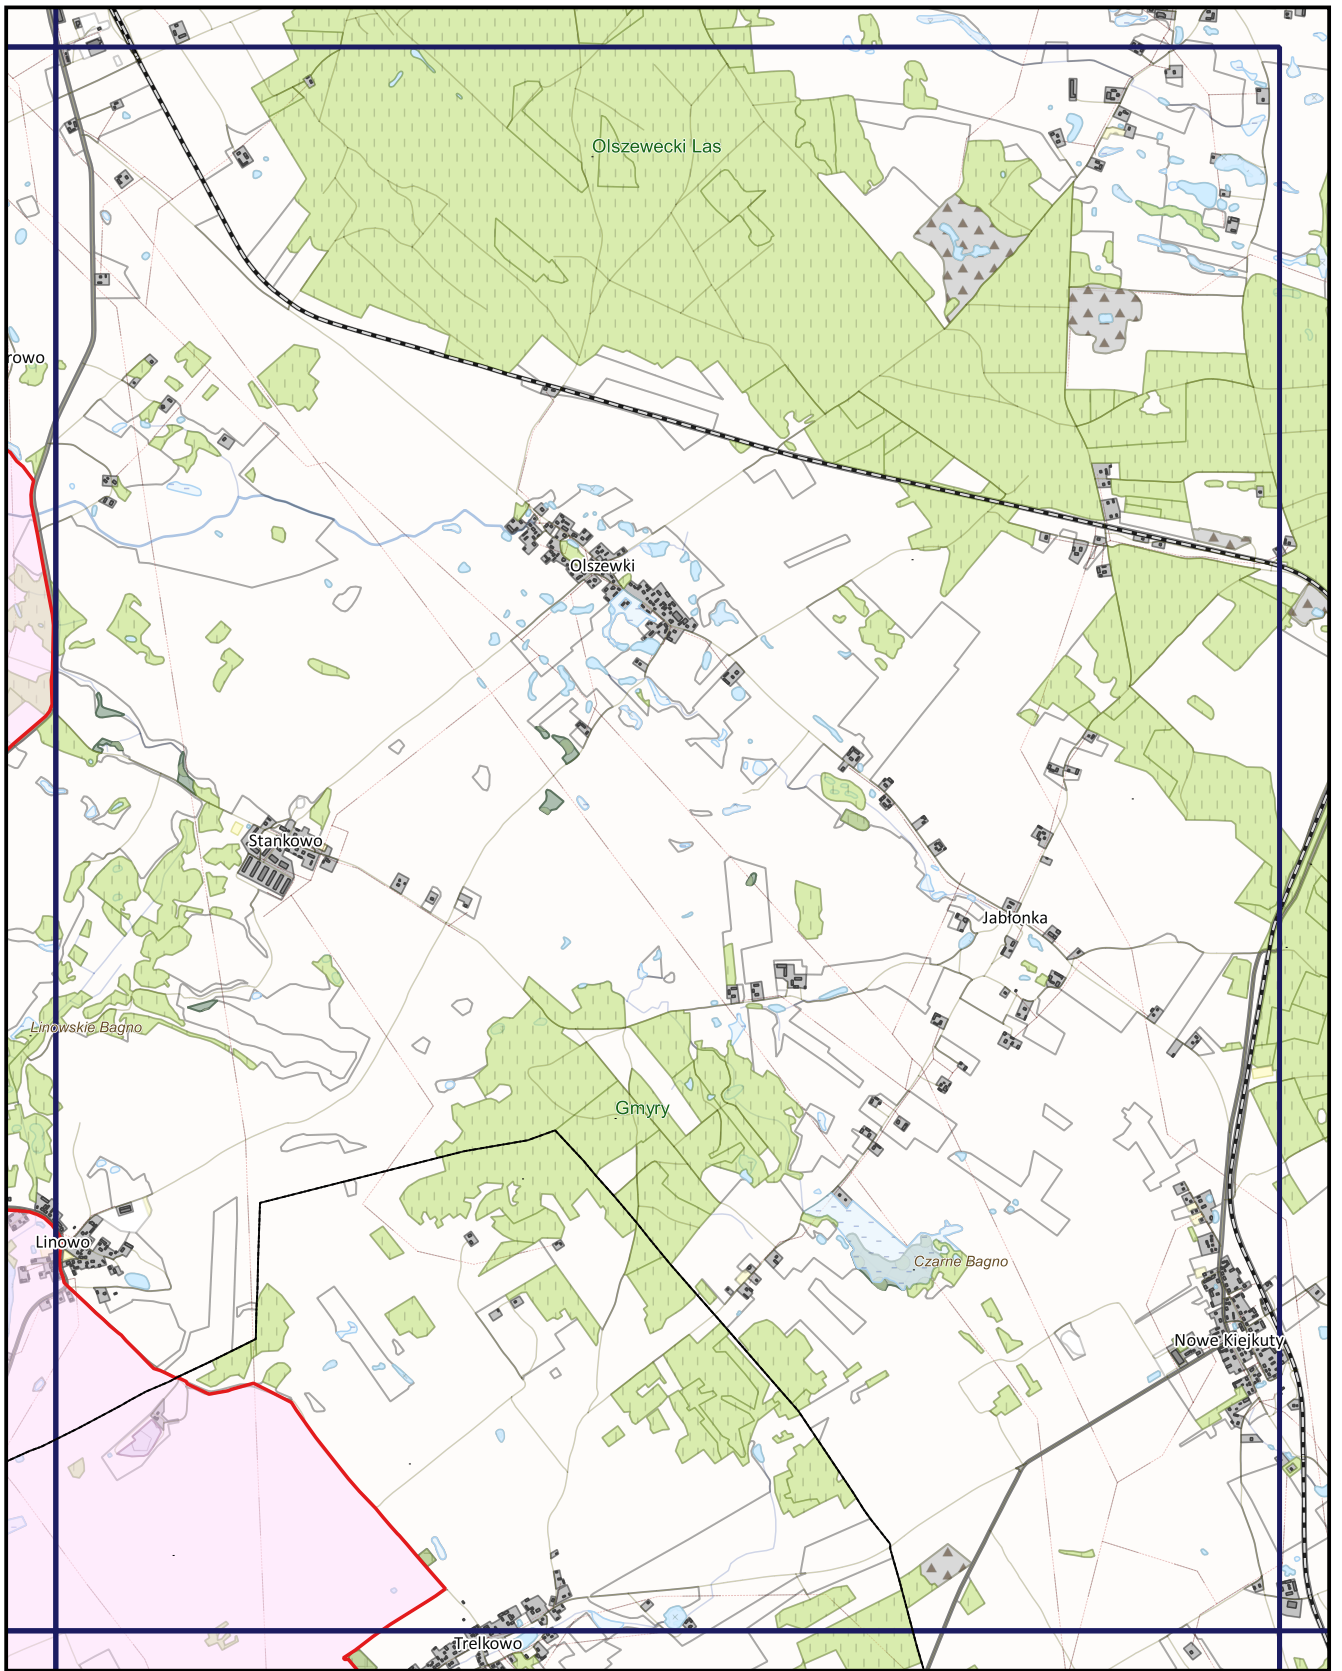 Olszewecki Las
rowo
Olszewki
Stankowo
Jabłonka
Linowskie Bagno
Gmyry
Linowo
Czarne Bagno
Nowe Kiejkuty
Trelkowo